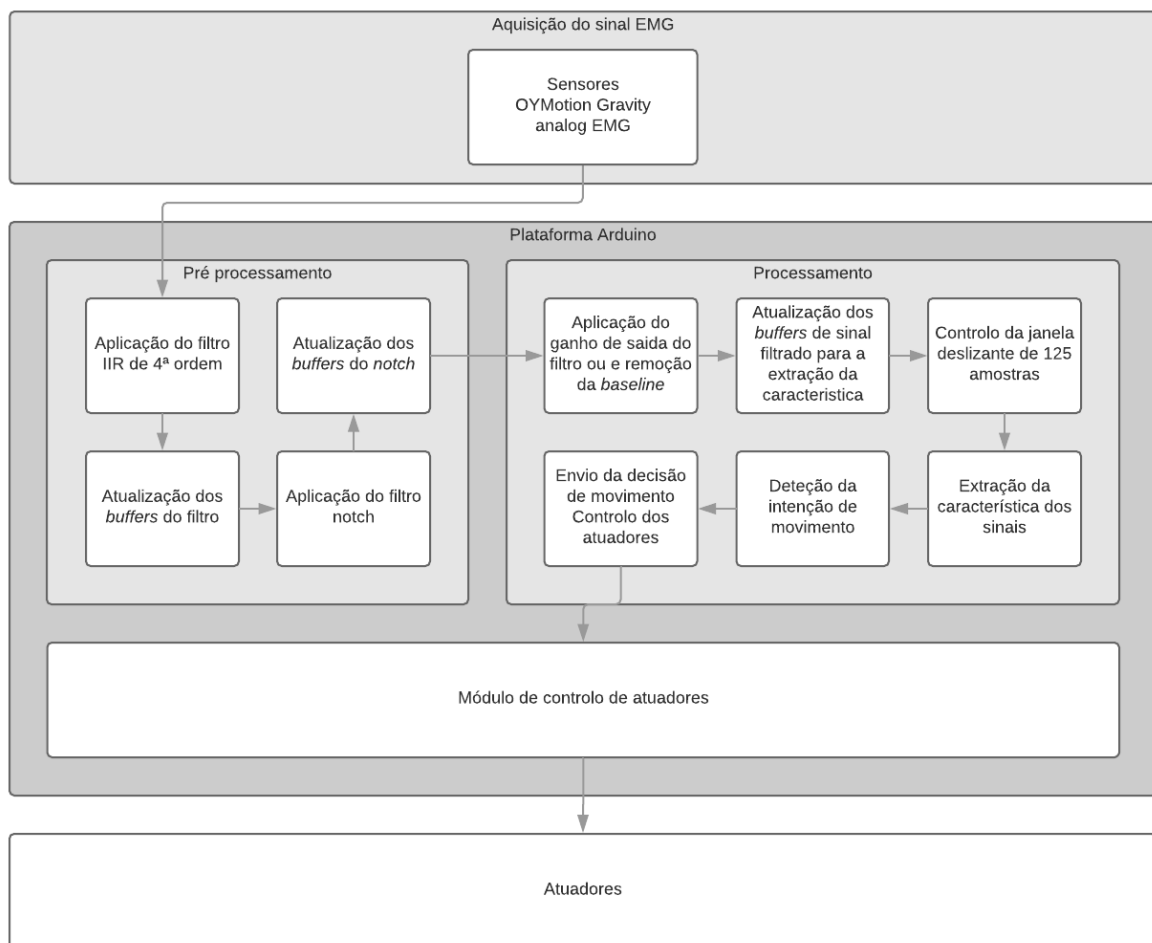 Aquisição do sinal EMG
Sensores
OYMotion Gravity
analog EMG
Plataforma Arduino
Pré processamento
Aplicação do filtro
IIR de 4ª ordem
Atualização dos
buffers do filtro
Aplicação do filtro
notch
Atualização dos
buffers do notch
Processamento
Aplicação do
ganho de saida do
filtro ou e remoção
da baseline
Atualização dos
buffers de sinal
filtrado para a
extração da
caracteristica
Controlo da janela
deslizante de 125
amostras
Extração da
característica dos
sinais
Deteção da
intenção de
movimento
Envio da decisão
de movimento
Controlo dos
atuadores
Módulo de controlo de atuadores
Atuadores